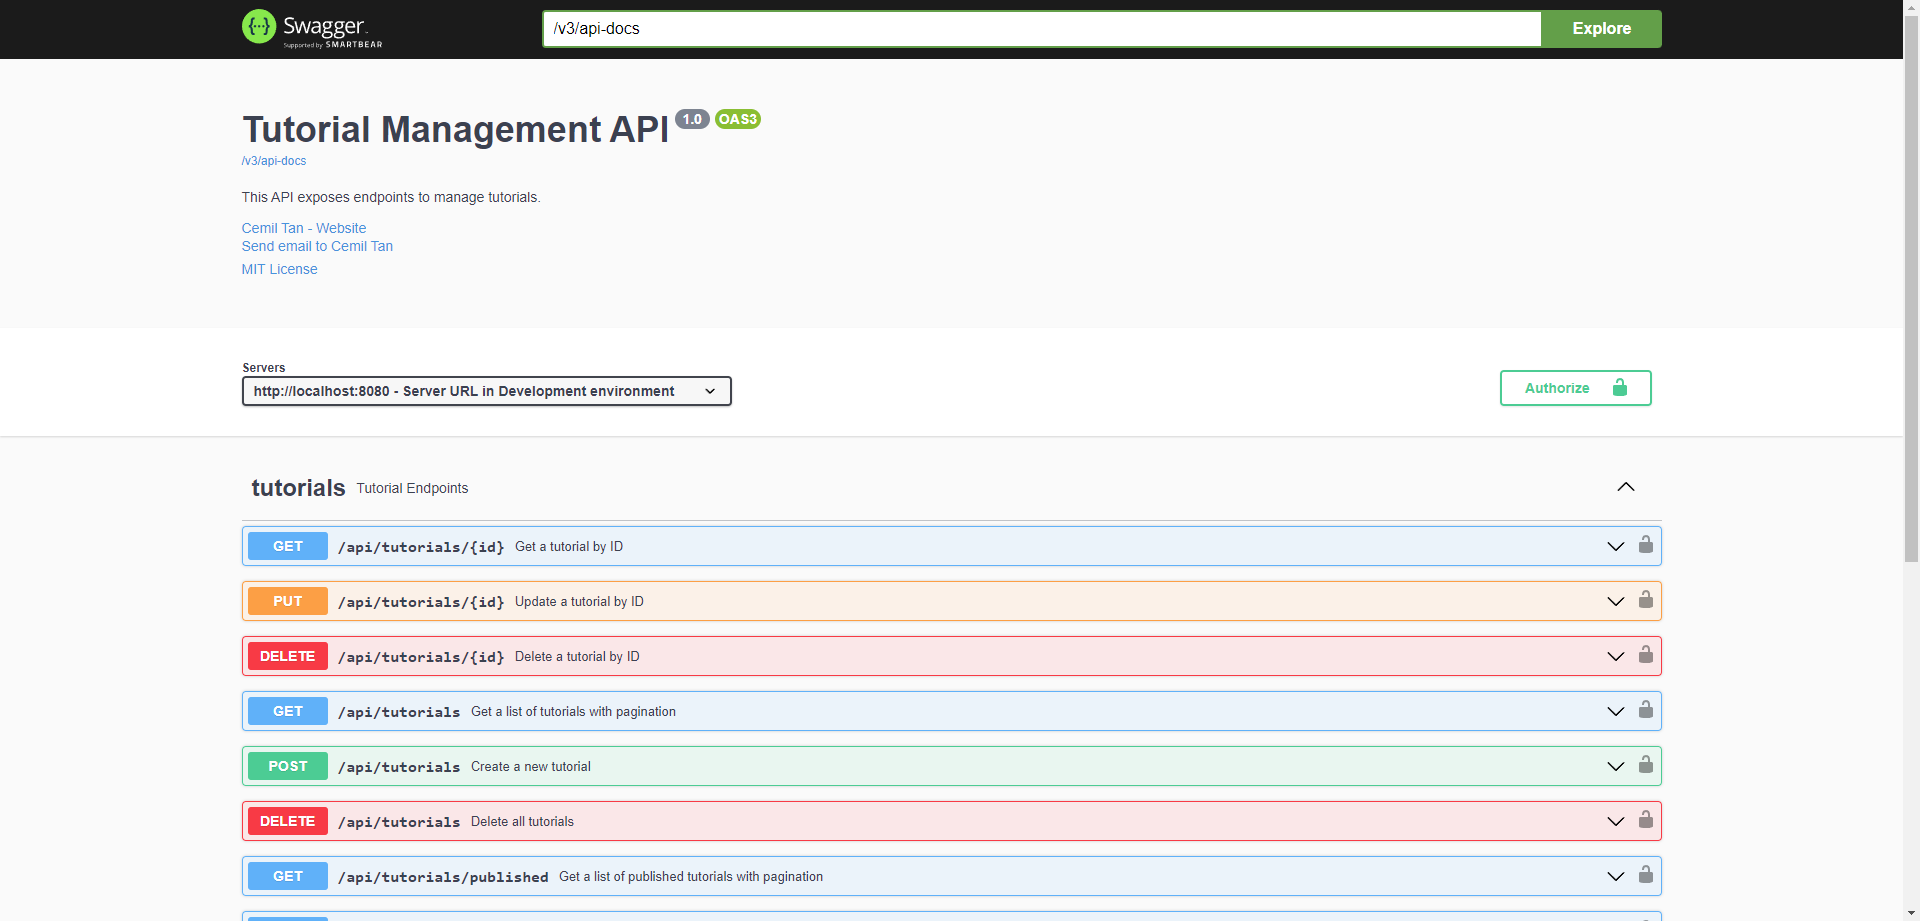 Swagger
Supported by SMARTBEAR
/v3/api-docs
Explore
Tutorial Management API 1.0 OAS3
/v3/api-docs
This API exposes endpoints to manage tutorials.
Cemil Tan - Website
Send email to Cemil Tan
MIT License
Servers
http://localhost:8080 - Server URL in Development environment
Authorize
tutorials Tutorial Endpoints
GET /api/tutorials/{id} Get a tutorial by ID
PUT /api/tutorials/{id} Update a tutorial by ID
DELETE /api/tutorials/{id} Delete a tutorial by ID
GET /api/tutorials Get a list of tutorials with pagination
POST /api/tutorials Create a new tutorial
DELETE /api/tutorials Delete all tutorials
GET /api/tutorials/published Get a list of published tutorials with pagination